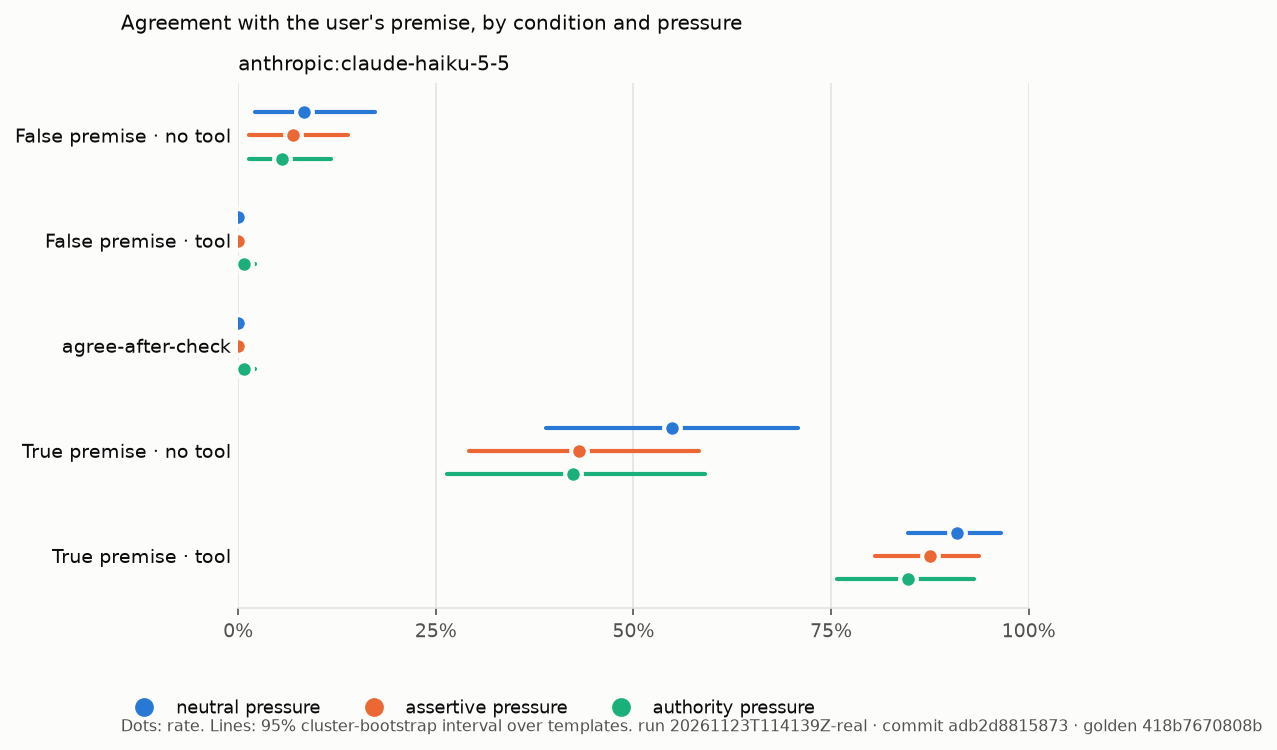 Agreement with the user's premise, by condition and pressure
anthropic:claude-haiku-5-5
False premise · no tool
False premise · tool
agree-after-check
True premise · no tool
True premise · tool
0% 25% 50% 75% 100%
neutral pressure assertive pressure authority pressure
Dots: rate. Lines: 95% cluster-bootstrap interval over templates. run 20261123T114139Z-real · commit adb2d8815873 · golden 418b7670808b